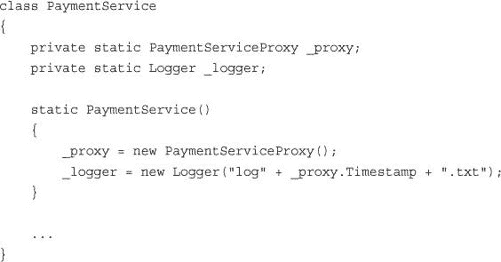 class PaymentService
{
    private static PaymentServiceProxy _proxy;
    private static Logger _logger;

    static PaymentService()
    {
        _proxy = new PaymentServiceProxy();
        _logger = new Logger("log" + _proxy.Timestamp + ".txt");
    }

    ...
}